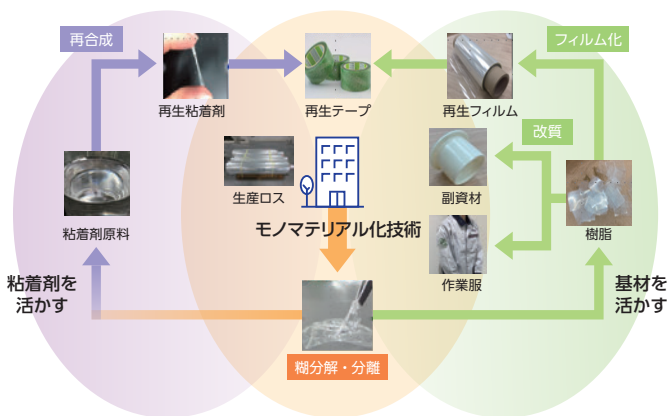 再合成
フィルム化
再生粘着剤
再生テープ
再生フィルム
改質
生産ロス
副資材
粘着剤原料
モノマテリアル化技術
樹脂
作業服
粘着剤を
活かす
基材を
活かす
糊分解・分離